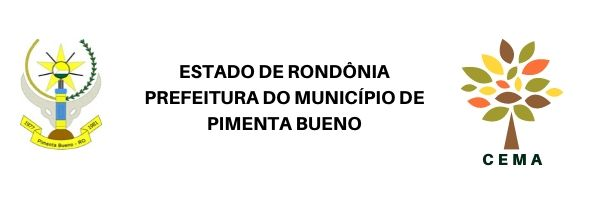 ESTADO DE RONDÔNIA
PREFEITURA DO MUNICÍPIO DE
PIMENTA BUENO
1977
1981
Pimenta Bueno - RO
CEMA